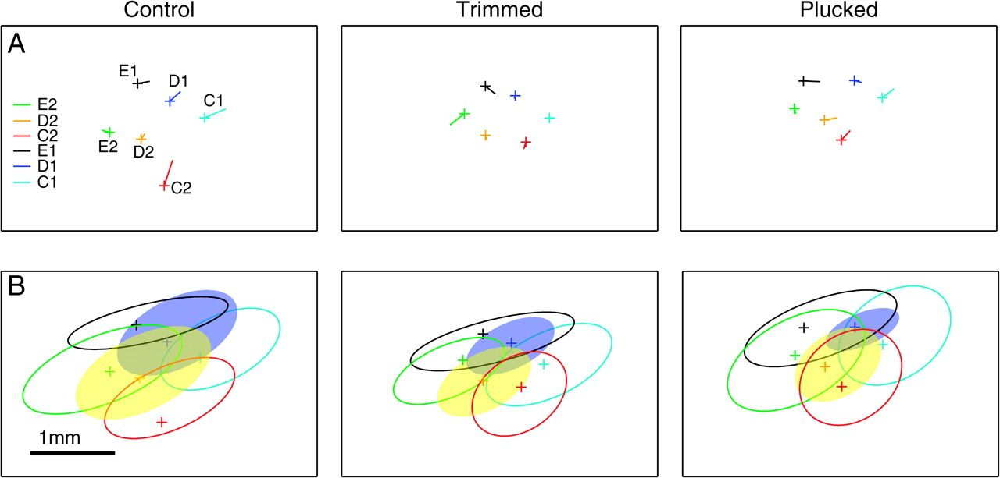 Control Trimmed Plucked
A
E1
D1
C1
E2
D2
C2
E1
D1
C1
E2
D2
C2
B
1mm